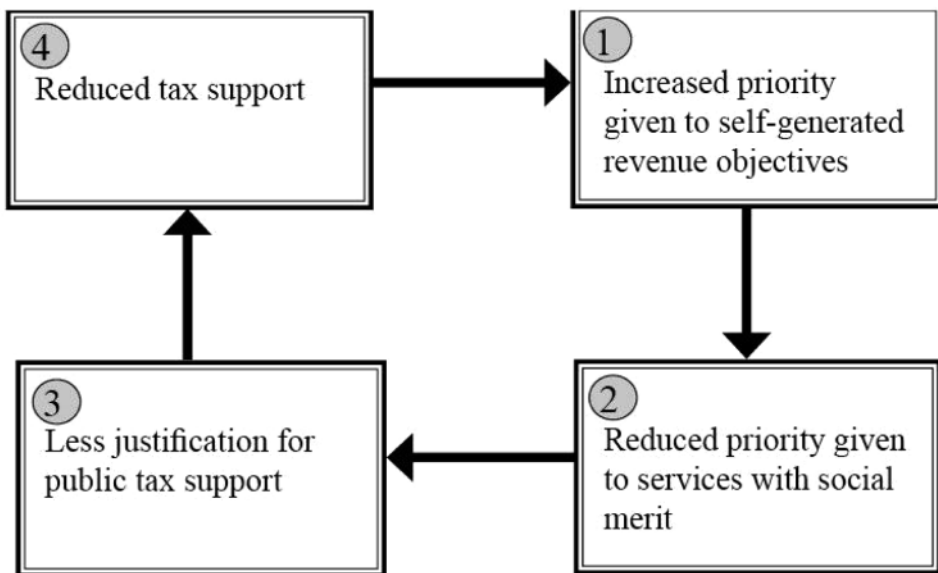 4
Reduced tax support
1
Increased priority
given to self-generated
revenue objectives
3
Less justification for
public tax support
2
Reduced priority given
to services with social
merit